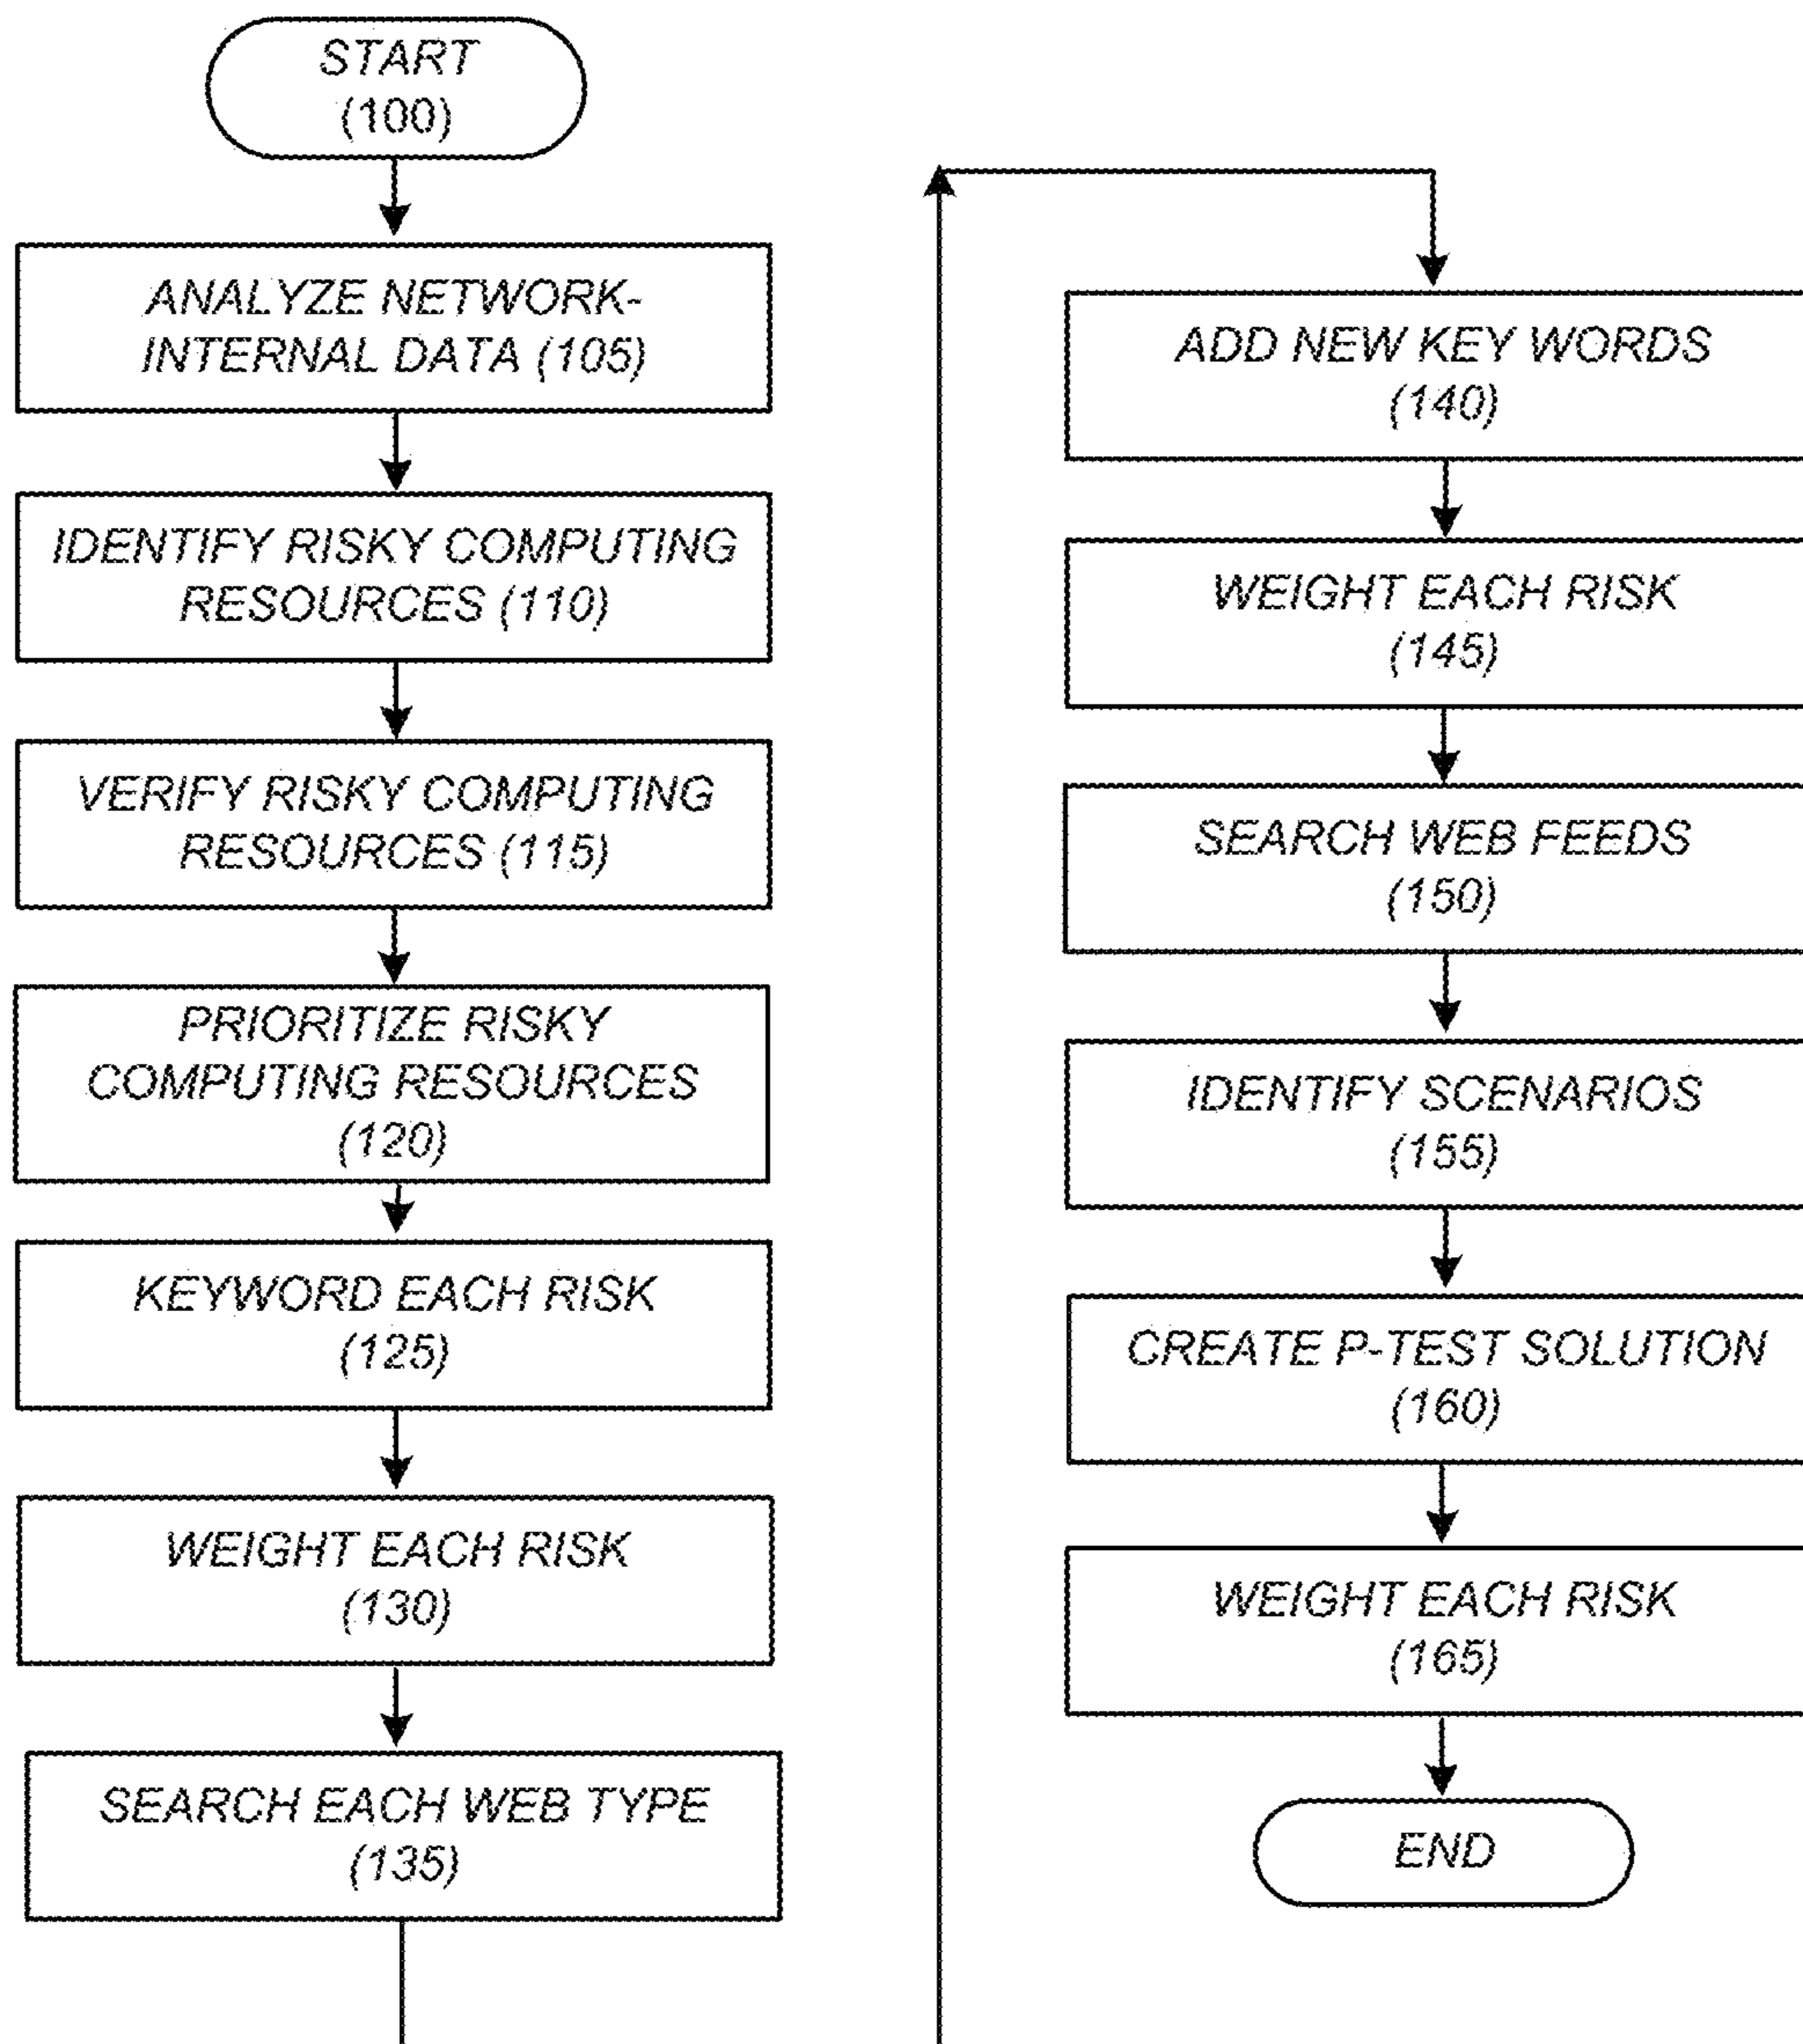 START
(100)
ANALYZE NETWORK-
INTERNAL DATA (105)
IDENTIFY RISKY COMPUTING
RESOURCES (110)
VERIFY RISKY COMPUTING
RESOURCES (115)
PRIORITIZE RISKY
COMPUTING RESOURCES
(120)
KEYWORD EACH RISK
(125)
WEIGHT EACH RISK
(130)
SEARCH EACH WEB TYPE
(135)
ADD NEW KEY WORDS
(140)
WEIGHT EACH RISK
(145)
SEARCH WEB FEEDS
(150)
IDENTIFY SCENARIOS
(155)
CREATE P-TEST SOLUTION
(160)
WEIGHT EACH RISK
(165)
END